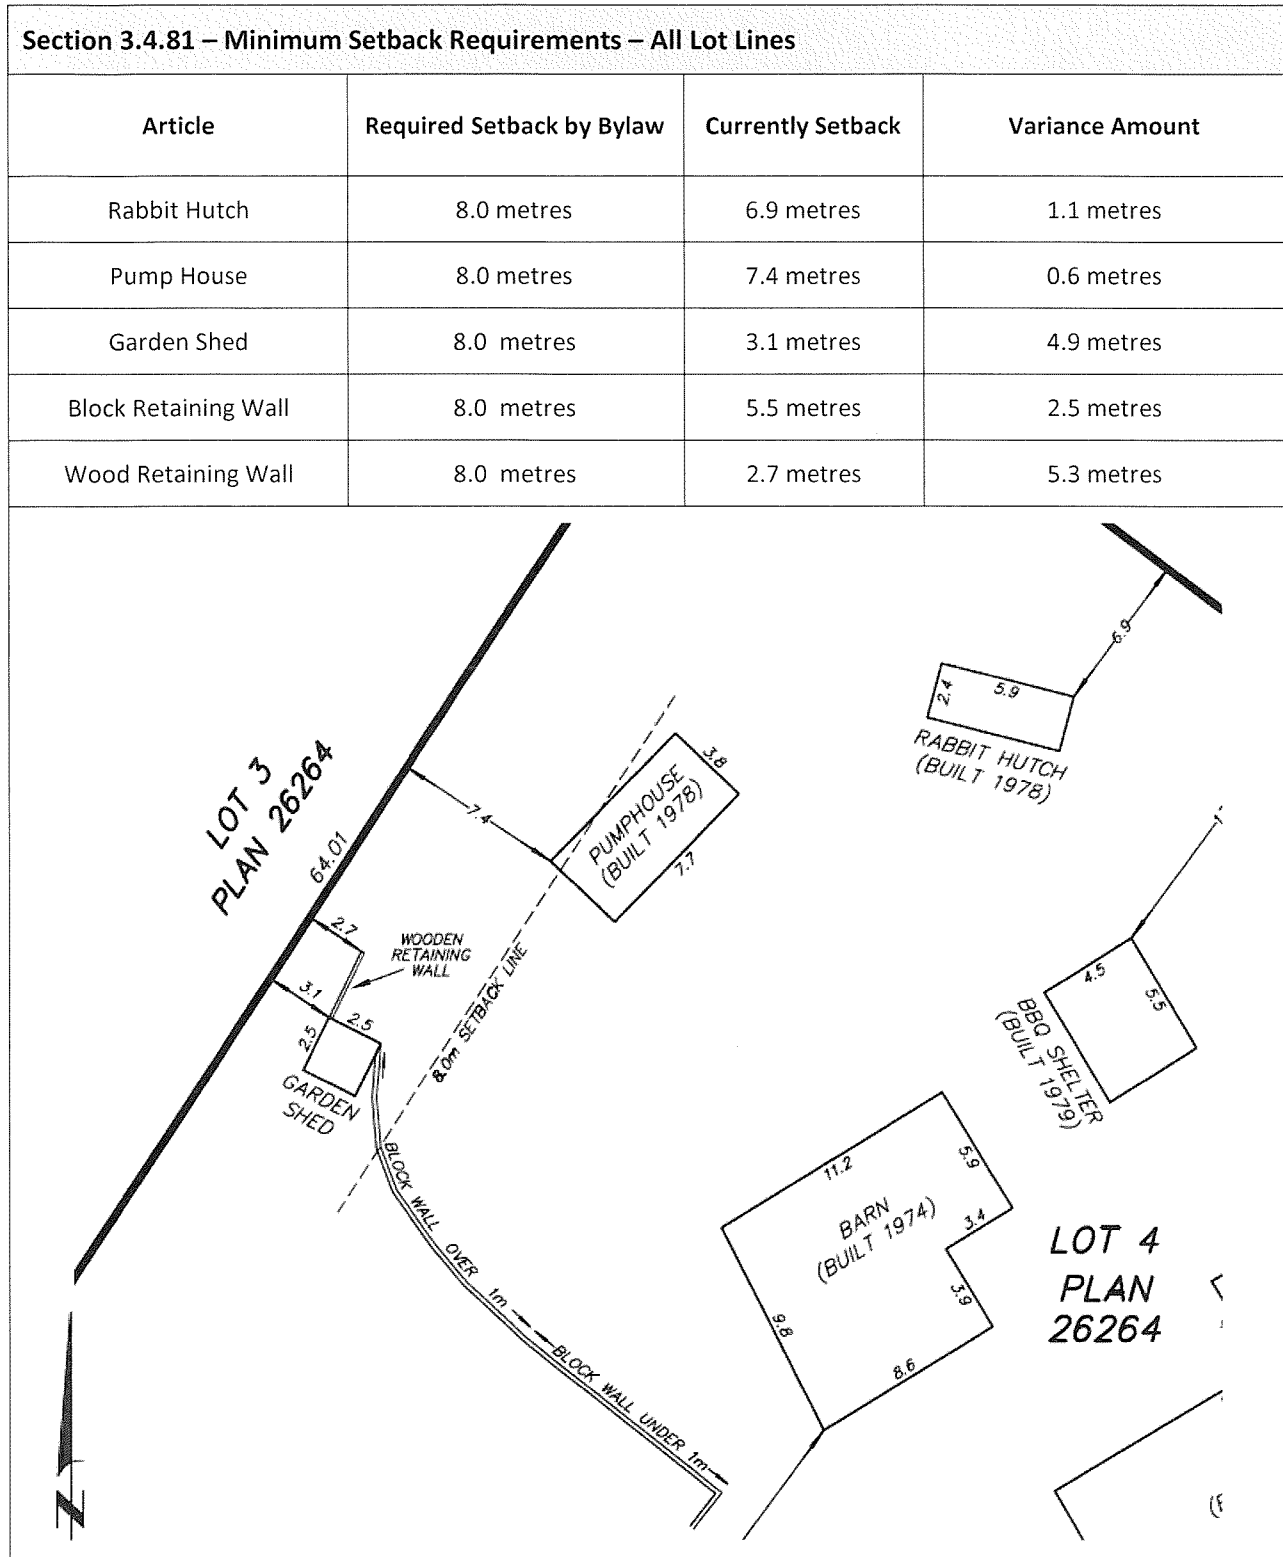 Section 3.4.81 – Minimum Setback Requirements – All Lot Lines
Article Required Setback by Bylaw Currently Setback Variance Amount
Rabbit Hutch 8.0 metres 6.9 metres 1.1 metres
Pump House 8.0 metres 7.4 metres 0.6 metres
Garden Shed 8.0 metres 3.1 metres 4.9 metres
Block Retaining Wall 8.0 metres 5.5 metres 2.5 metres
Wood Retaining Wall 8.0 metres 2.7 metres 5.3 metres
6.9
2.4
5.9
RABBIT HUTCH
(BUILT 1978)
LOT 3
PLAN 26264
64.01
7.4
3.8
PUMPHOUSE
(BUILT 1978)
7.7
2.7
WOODEN
RETAINING
WALL
3.1
2.5
2.5
GARDEN
SHED
8.0m SETBACK LINE
4.5
5.5
BBQ SHELTER
(BUILT 1979)
BLOCK WALL OVER 1m
BLOCK WALL UNDER 1m
11.2
5.9
BARN
(BUILT 1974)
3.4
3.9
9.8
8.6
LOT 4
PLAN
26264
N